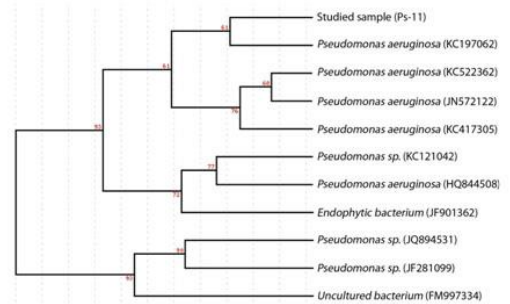 Studied sample (Ps-11)
Pseudomonas aeruginosa (KC197062)
Pseudomonas aeruginosa (KC522362)
Pseudomonas aeruginosa (JN572122)
Pseudomonas aeruginosa (KC417305)
Pseudomonas sp. (KC121042)
Pseudomonas aeruginosa (HQ844508)
Endophytic bacterium (JF901362)
Pseudomonas sp. (JQ894531)
Pseudomonas sp. (JF281099)
Uncultured bacterium (FM997334)